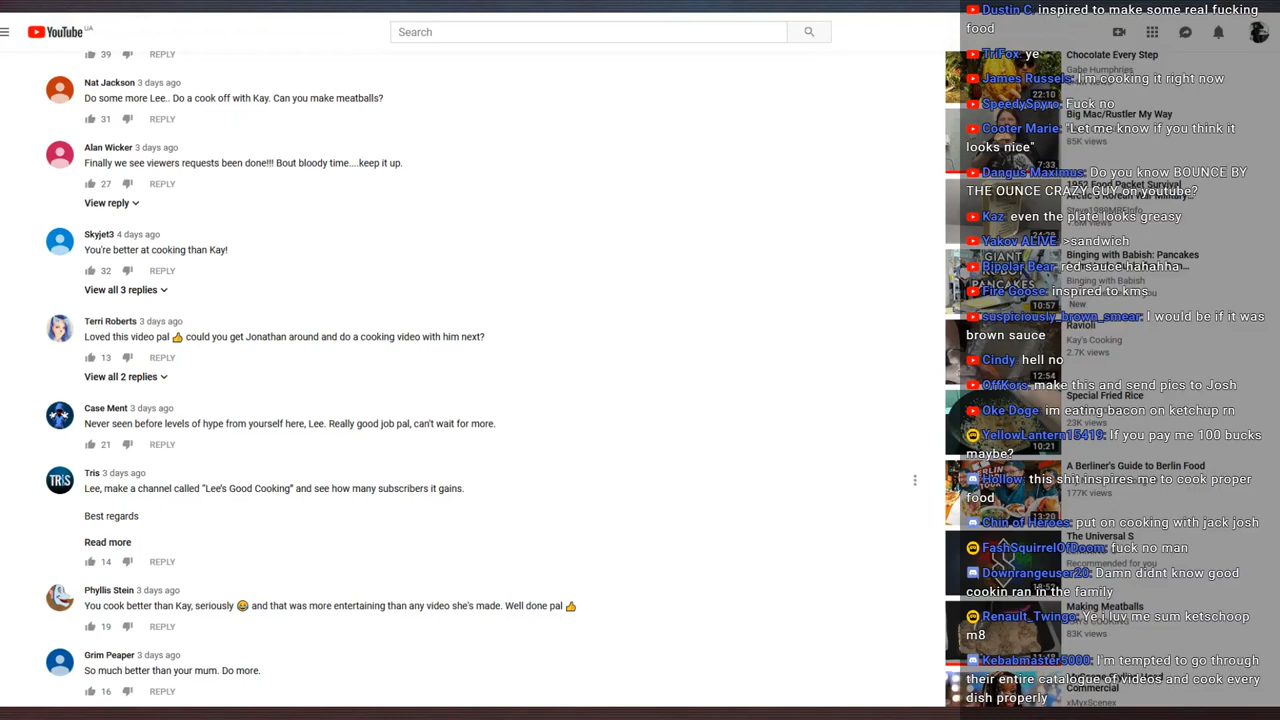 YouTube UA
Search
39 REPLY
Nat Jackson 3 days ago
Do some more Lee.. Do a cook off with Kay. Can you make meatballs?
31 REPLY
Alan Wicker 3 days ago
Finally we see viewers requests been done!!! Bout bloody time....keep it up.
27 REPLY
View reply
Skyjet3 4 days ago
You're better at cooking than Kay!
32 REPLY
View all 3 replies
Terri Roberts 3 days ago
Loved this video pal 👍 could you get Jonathan around and do a cooking video with him next?
13 REPLY
View all 2 replies
Case Ment 3 days ago
Never seen before levels of hype from yourself here, Lee. Really good job pal, can't wait for more.
21 REPLY
TRIS
Tris 3 days ago
Lee, make a channel called "Lee's Good Cooking" and see how many subscribers it gains.
Best regards
Read more
14 REPLY
Phyllis Stein 3 days ago
You cook better than Kay, seriously 😂 and that was more entertaining than any video she's made. Well done pal 👍
19 REPLY
Grim Peaper 3 days ago
So much better than your mum. Do more.
16 REPLY
Dustin C.: inspired to make some real fucking
food
TriFox: ye
James Russels: I'm cooking it right now
SpeedySpyro: Fuck no
Cooter Marie: "Let me know if you think it
looks nice"
Dangus Maximus: Do you know BOUNCE BY
THE OUNCE CRAZY GUY on youtube?
Kaz: even the plate looks greasy
Yakov ALIVE: >sandwich
Bipolar Bear: red sauce hahahha
Fire Goose: inspired to kms
suspiciously_brown_smear: I would be if it was
brown sauce
Cindy: hell no
OffKors: make this and send pics to Josh
Oke Doge: im eating bacon on ketchup rn
YellowLantern15419: If you pay me 100 bucks
maybe?
Hollow: this shit inspires me to cook proper
food
Chin of Heroes: put on cooking with jack josh
FashSquirrelOfDoom: fuck no man
Downrangeuser20: Damn didnt know good
cookin ran in the family
Renault_Twingo: Ye i luv me sum ketschoop
m8
Kebabmaster5000: I'm tempted to go through
their entire catalogue of videos and cook every
dish properly
Chocolate Every Step
Gabe Humphries
22:10
Big Mac/Rustler My Way
85K views
7:33
1952 Food Packet Survival
Steve1989MREinfo
24:29
Binging with Babish: Pancakes
Binging with Babish
New
GIANT
PANCAKES
10:57
Ravioli
Kay's Cooking
2.7K views
12:54
Special Fried Rice
23K views
10:21
A Berliner's Guide to Berlin Food
177K views
13:20
The Universal S
Recommended for you
Making Meatballs
83K views
Commercial
xMyxScenex